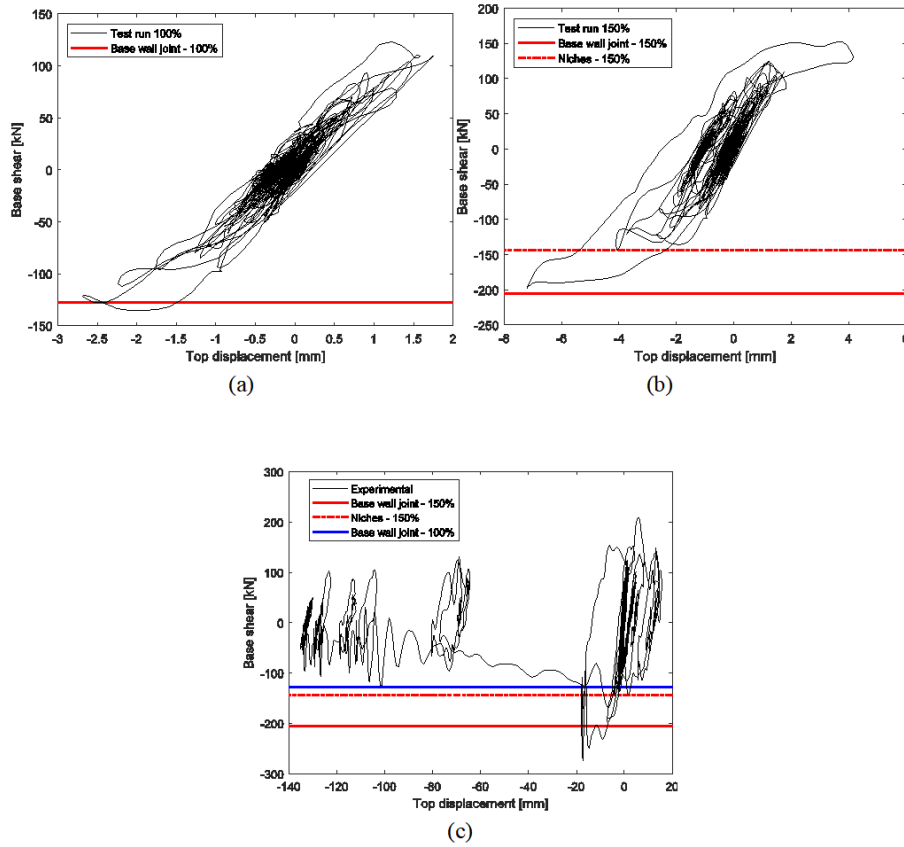 150
100
50
0
-50
-100
-150
-3
-2.5
-2
-1.5
-1
-0.5
0
0.5
1
1.5
2
Base shear [kN]
Top displacement [mm]
Test run 100%
Base wall joint - 100%
(a)
200
150
100
50
0
-50
-100
-150
-200
-250
-8
-6
-4
-2
0
2
4
6
Base shear [kN]
Top displacement [mm]
Test run 150%
Base wall joint - 150%
Niches - 150%
(b)
300
200
100
0
-100
-200
-300
-140
-120
-100
-80
-60
-40
-20
0
20
Base shear [kN]
Top displacement [mm]
Experimental
Base wall joint - 150%
Niches - 150%
Base wall joint - 100%
(c)